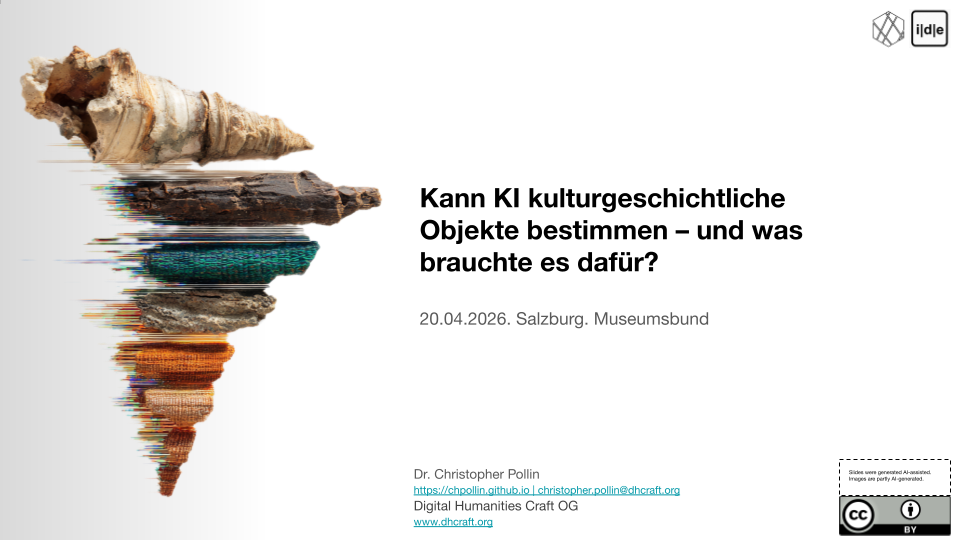 i|d|e
Kann KI kulturgeschichtliche
Objekte bestimmen – und was
brauchte es dafür?
20.04.2026. Salzburg. Museumsbund
Dr. Christopher Pollin
https://chpollin.github.io | christopher.pollin@dhcraft.org
Digital Humanities Craft OG
www.dhcraft.org
Slides were generated AI-assisted.
Images are partly AI-generated.
cc
BY